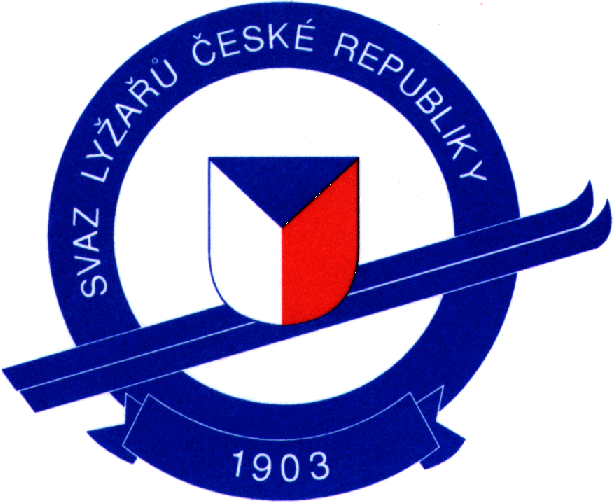 SVAZ LYŽAŘŮ ČESKÉ REPUBLIKY
1903